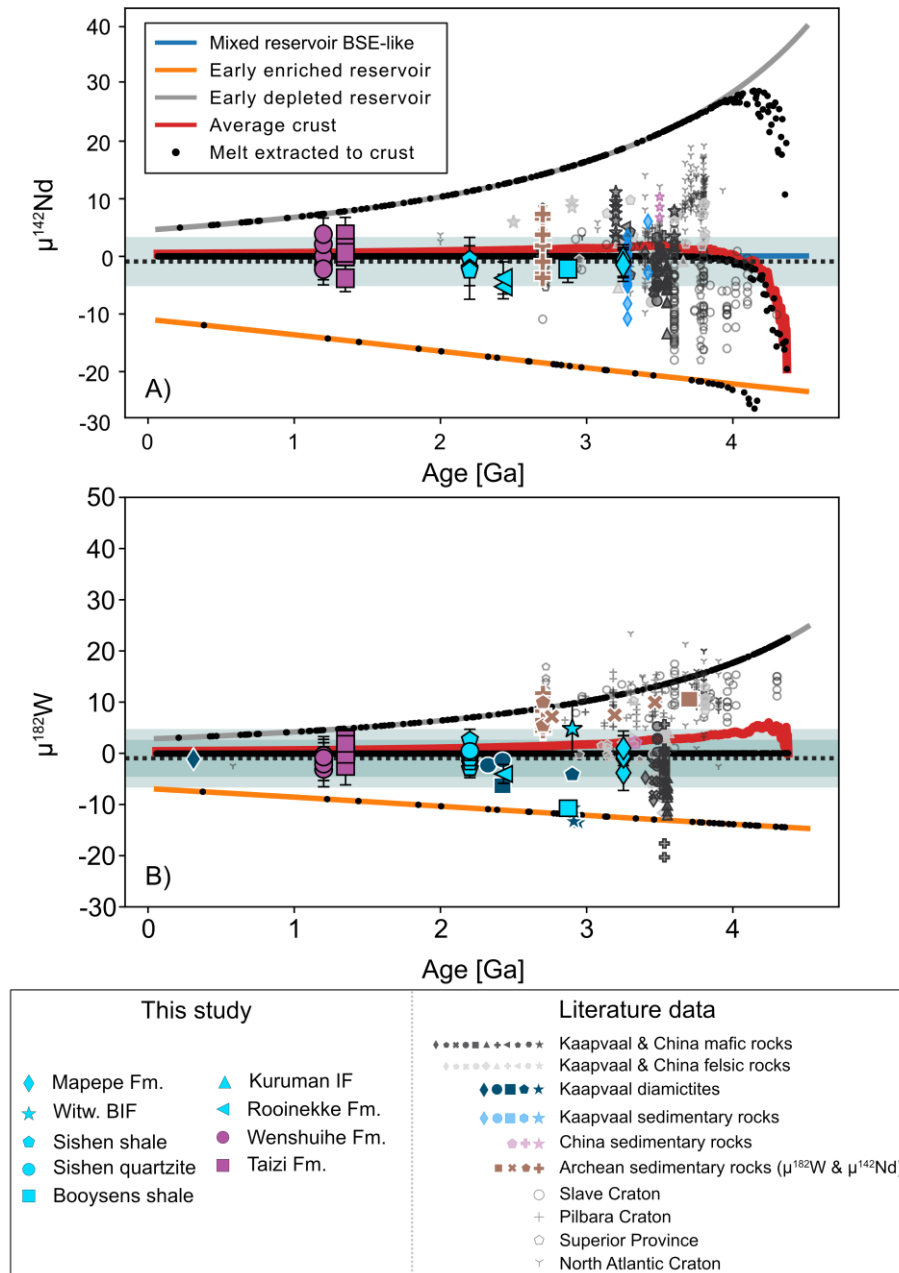 40
30
20
10
0
-10
-20
-30
μ¹⁴²Nd
Mixed reservoir BSE-like
Early enriched reservoir
Early depleted reservoir
Average crust
Melt extracted to crust
A)
0 1 2 3 4
Age [Ga]
50
40
30
20
10
0
-10
-20
-30
μ¹⁸²W
B)
0 1 2 3 4
Age [Ga]
This study
Mapepe Fm.
Witw. BIF
Sishen shale
Sishen quartzite
Booysens shale
Kuruman IF
Rooinekke Fm.
Wenshuihe Fm.
Taizi Fm.
Literature data
Kaapvaal & China mafic rocks
Kaapvaal & China felsic rocks
Kaapvaal diamictites
Kaapvaal sedimentary rocks
China sedimentary rocks
Archean sedimentary rocks (μ¹⁸²W & μ¹⁴²Nd)
Slave Craton
Pilbara Craton
Superior Province
North Atlantic Craton